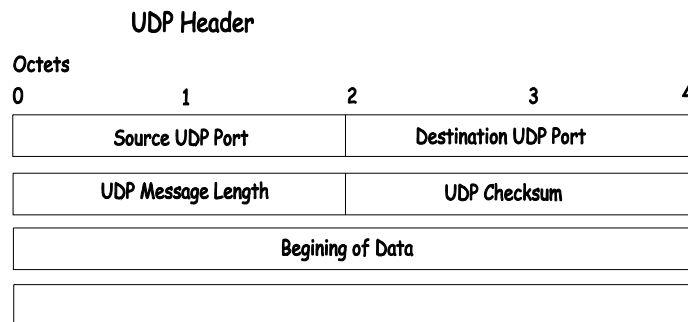 UDP Header
Octets
0 1 2 3 4
Source UDP Port Destination UDP Port
UDP Message Length UDP Checksum
Begining of Data